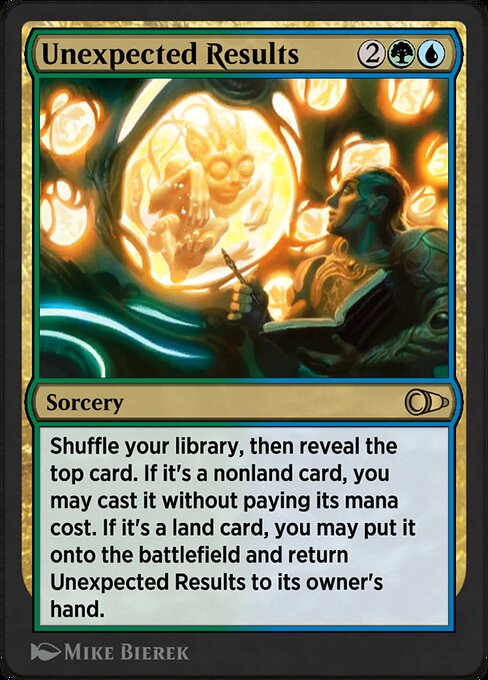 Unexpected Results 2
Sorcery
Shuffle your library, then reveal the
top card. If it's a nonland card, you
may cast it without paying its mana
cost. If it's a land card, you may put it
onto the battlefield and return
Unexpected Results to its owner's
hand.
Mike Bierek